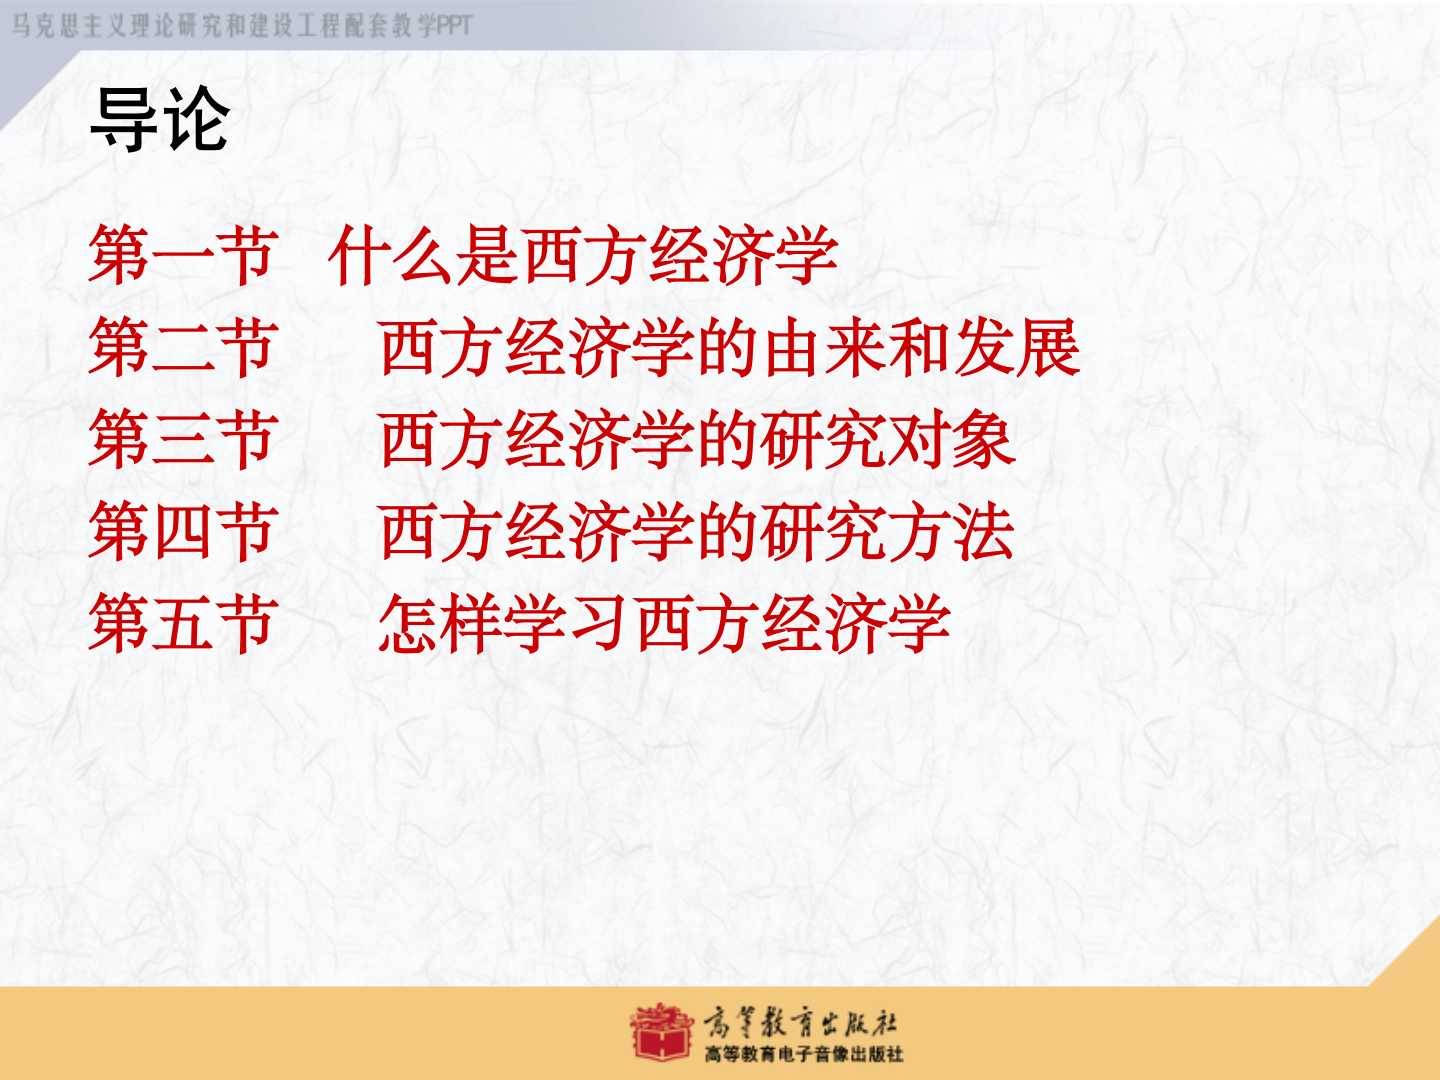 马克思主义理论研究和建设工程配套教学PPT
导论
第一节 什么是西方经济学
第二节 西方经济学的由来和发展
第三节 西方经济学的研究对象
第四节 西方经济学的研究方法
第五节 怎样学习西方经济学
高等教育出版社
高等教育电子音像出版社